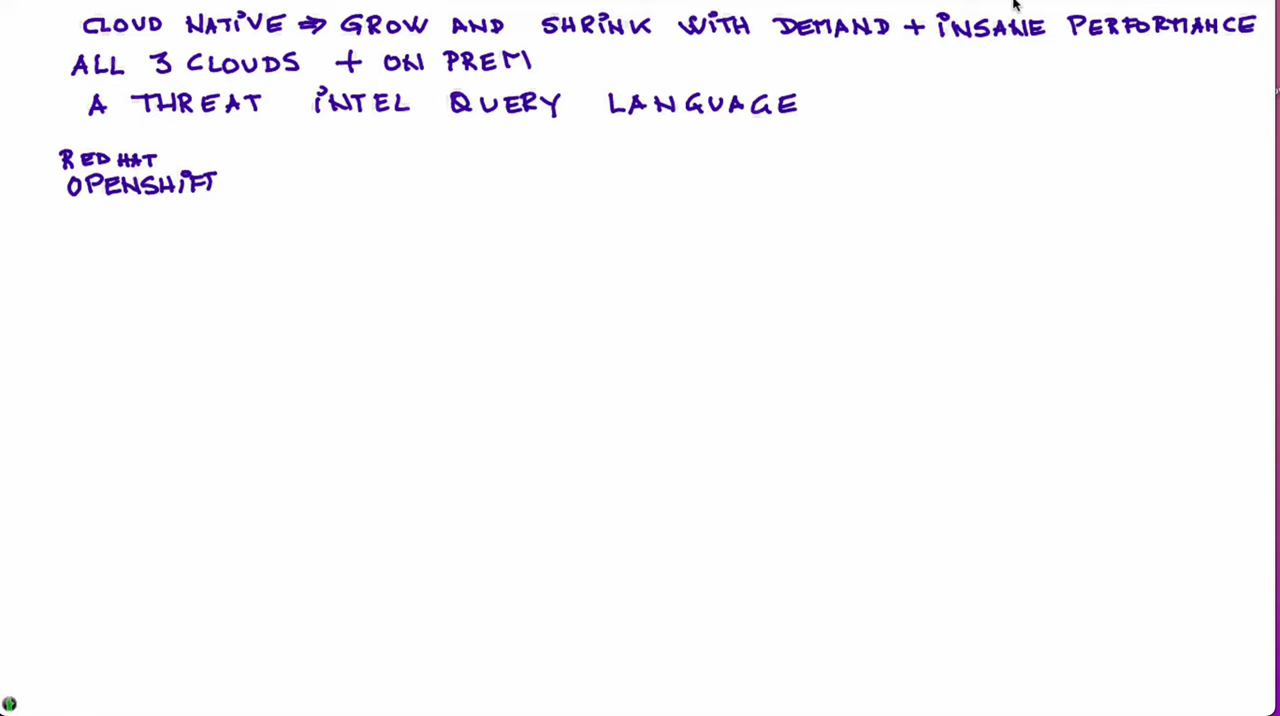 CLOUD NATIVE ⇒ GROW AND SHRINK WITH DEMAND + INSANE PERFORMANCE
ALL 3 CLOUDS + ON PREM
A THREAT INTEL QUERY LANGUAGE
RED HAT
OPENSHIFT